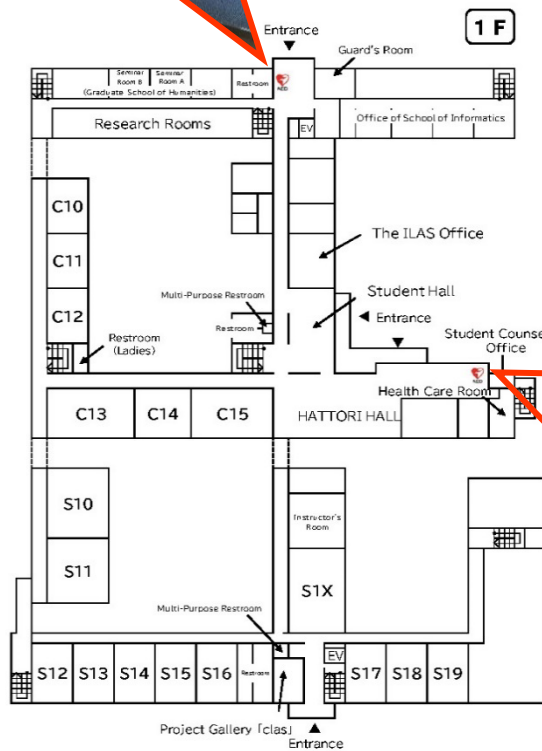 1 F
Entrance
Guard's Room
Seminar Room B
Seminar Room A
(Graduate School of Humanities)
Restroom
AED
Research Rooms
EV
Office of School of Informatics
C10
C11
C12
The ILAS Office
Multi-Purpose Restroom
Student Hall
Restroom
Entrance
Restroom
(Ladies)
Student Counse
Office
AED
Health Care Room
C13
C14
C15
HATTORI HALL
S10
S11
Instructor's
Room
S1X
Multi-Purpose Restroom
S12
S13
S14
S15
S16
Restroom
EV
S17
S18
S19
Project Gallery「clas」
Entrance